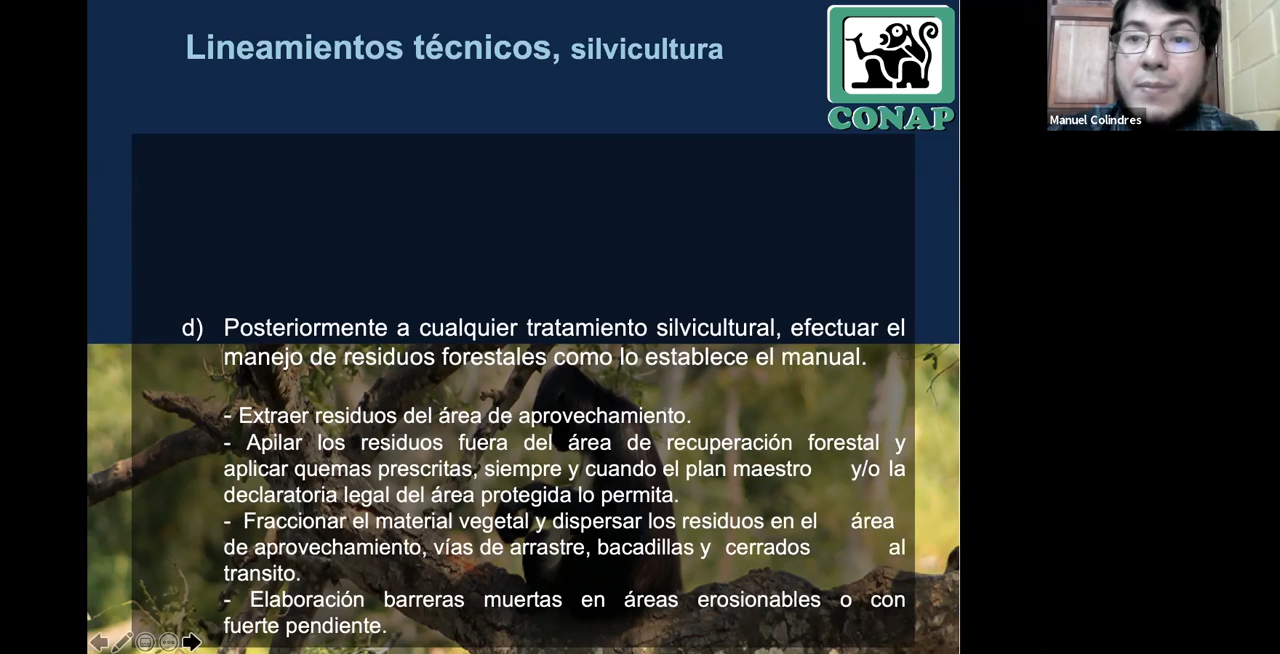 Lineamientos técnicos, silvicultura
CONAP
Manuel Colindres
d) Posteriormente a cualquier tratamiento silvicultural, efectuar el
manejo de residuos forestales como lo establece el manual.
- Extraer residuos del área de aprovechamiento.
- Apilar los residuos fuera del área de recuperación forestal y
aplicar quemas prescritas, siempre y cuando el plan maestro y/o la
declaratoria legal del área protegida lo permita.
- Fraccionar el material vegetal y dispersar los residuos en el área
de aprovechamiento, vías de arrastre, bacadillas y cerrados al
transito.
- Elaboración barreras muertas en áreas erosionables o con
fuerte pendiente.